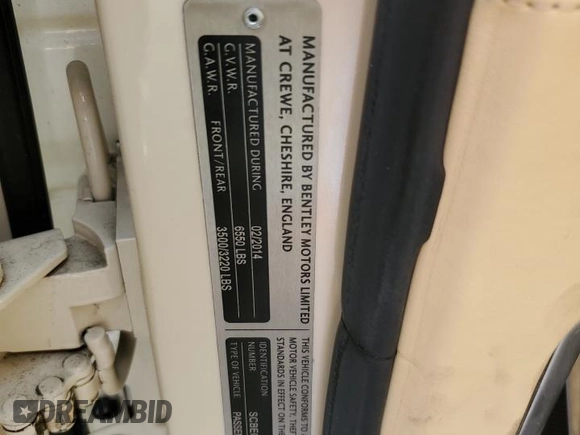 MANUFACTURED BY BENTLEY MOTORS LIMITED
AT CREWE, CHESHIRE, ENGLAND
MANUFACTURED DURING 02/2014
G.V.W.R. 6550 LBS
G.A.W.R. FRONT/REAR 3500/3220 LBS
THIS VEHICLE CONFORMS TO
MOTOR VEHICLE SAFETY,
STANDARDS IN EFFECT ON
IDENTIFICATION
NUMBER
TYPE OF VEHICLE
DREAMBID